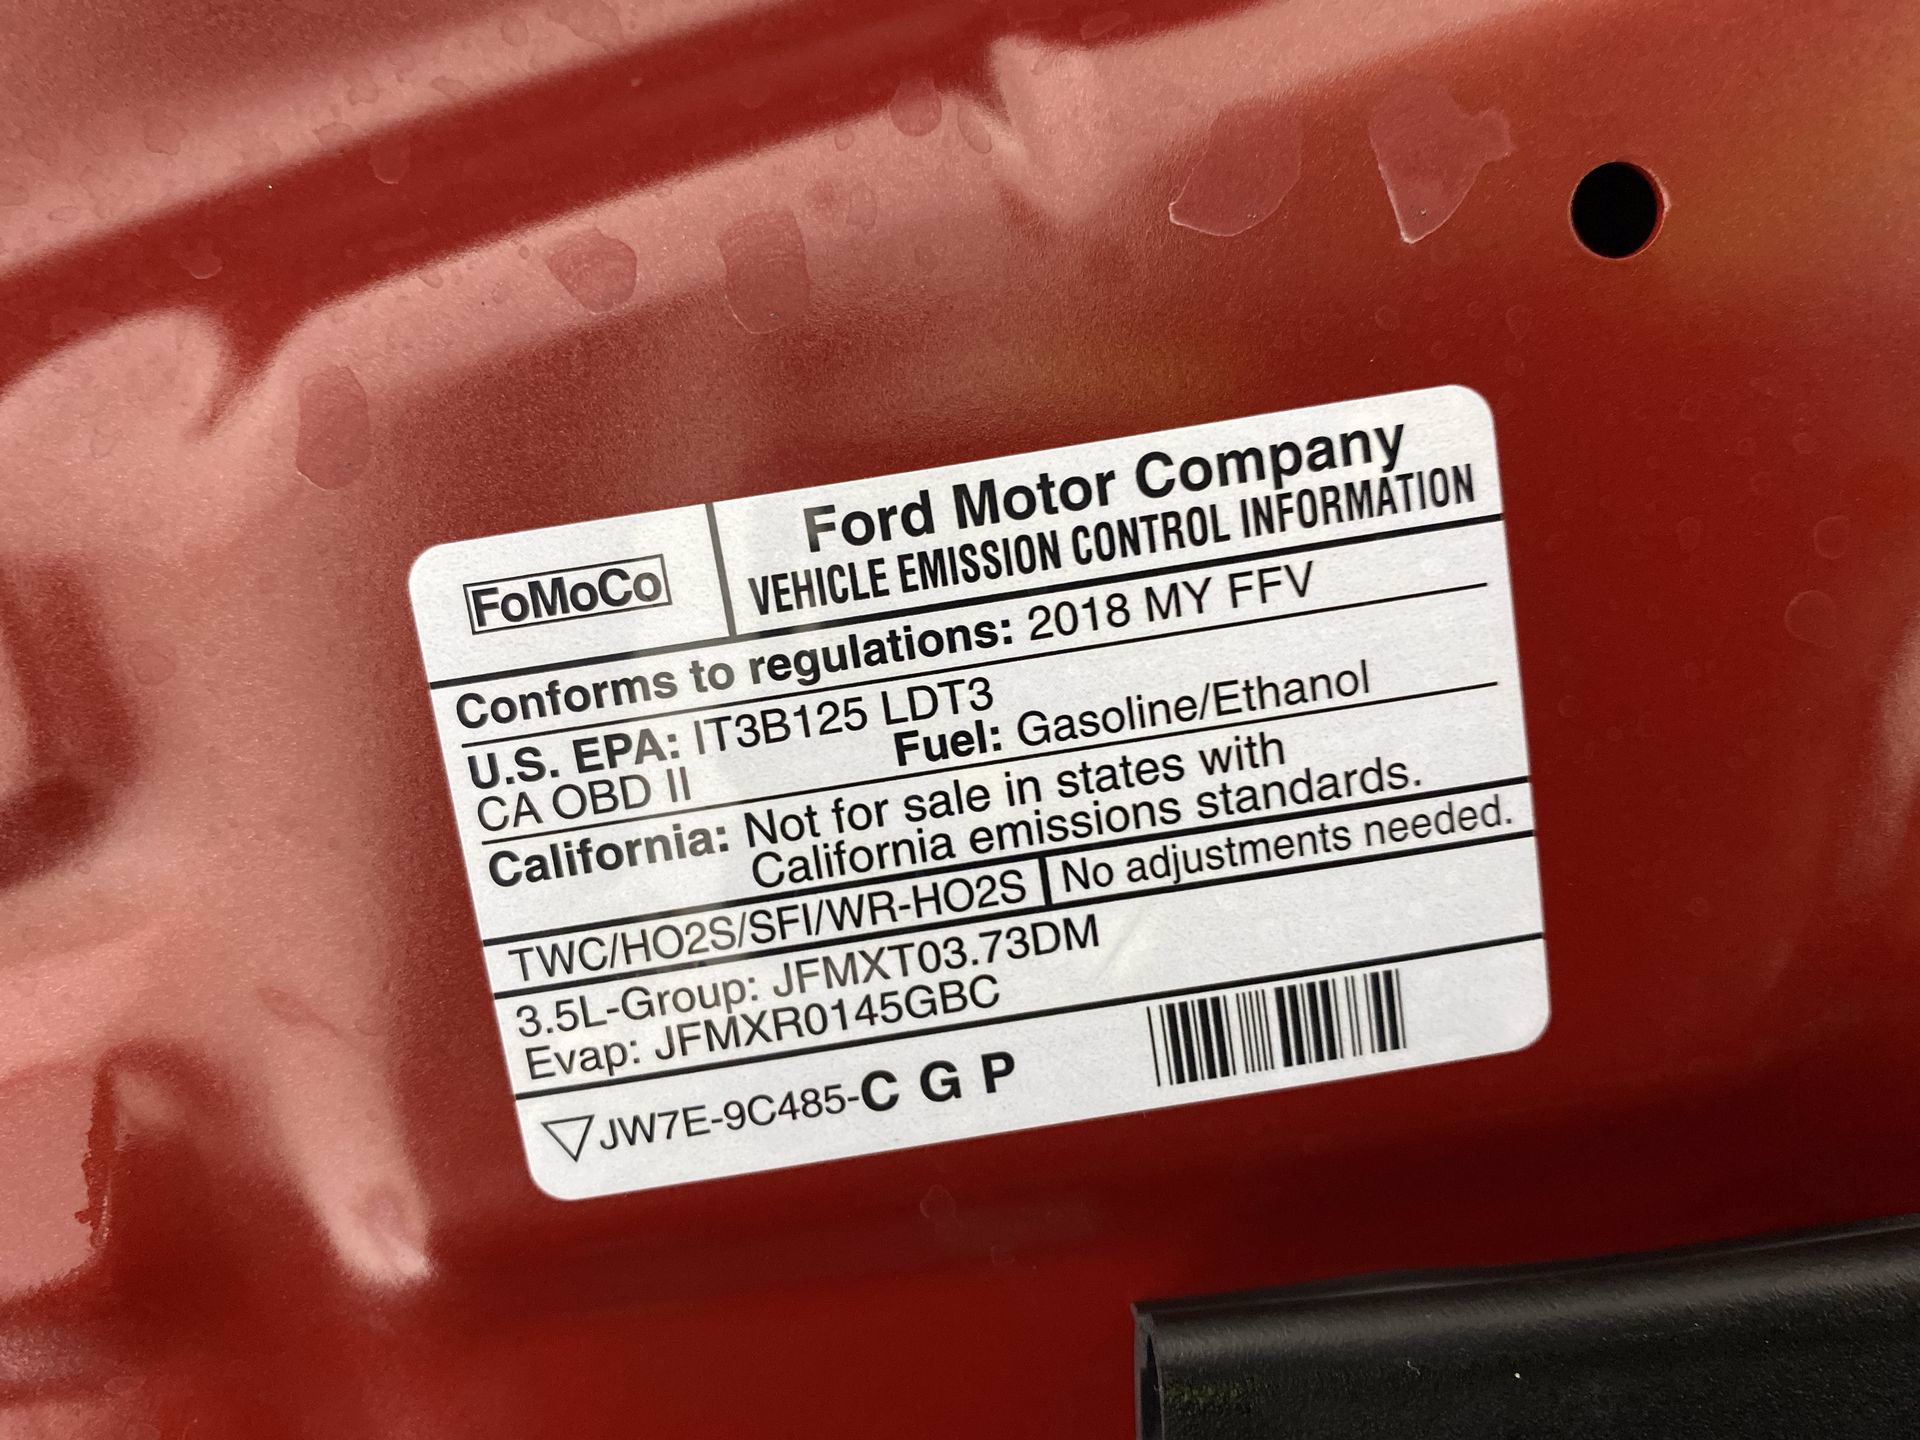 FoMoCo
Ford Motor Company
VEHICLE EMISSION CONTROL INFORMATION
Conforms to regulations: 2018 MY FFV
U.S. EPA: IT3B125 LDT3
CA OBD II Fuel: Gasoline/Ethanol
California: Not for sale in states with
California emissions standards.
TWC/HO2S/SFI/WR-HO2S No adjustments needed.
3.5L-Group: JFMXT03.73DM
Evap: JFMXR0145GBC
JW7E-9C485-C G P